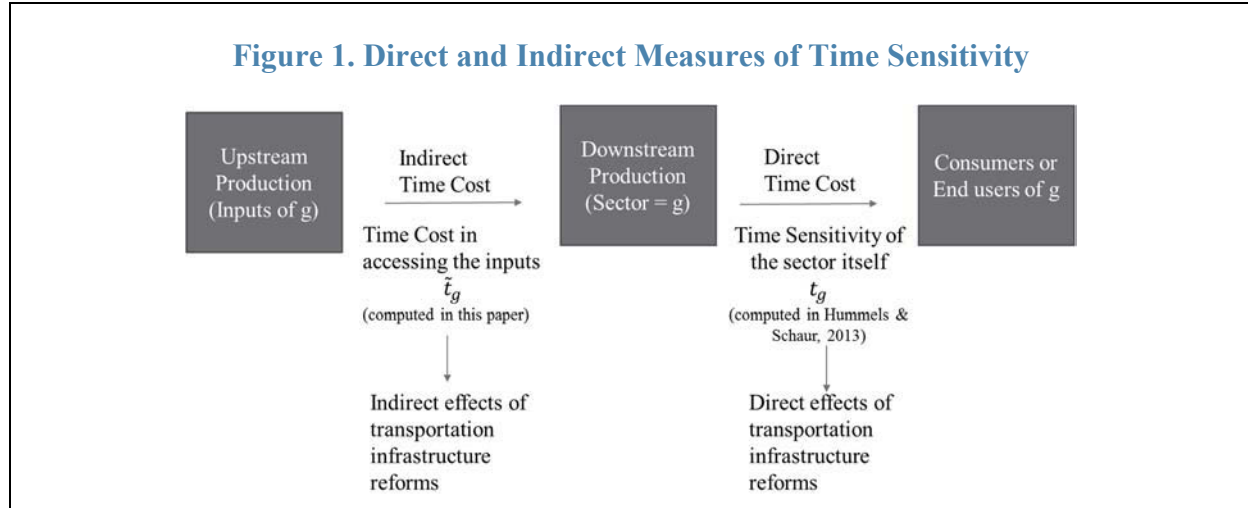 Figure 1. Direct and Indirect Measures of Time Sensitivity
Upstream
Production
(Inputs of g)
Indirect
Time Cost
Time Cost in
accessing the inputs
t̃_g
(computed in this paper)
Indirect effects of
transportation
infrastructure
reforms
Downstream
Production
(Sector = g)
Direct
Time Cost
Time Sensitivity of
the sector itself
t_g
(computed in Hummels &
Schaur, 2013)
Direct effects of
transportation
infrastructure
reforms
Consumers or
End users of g